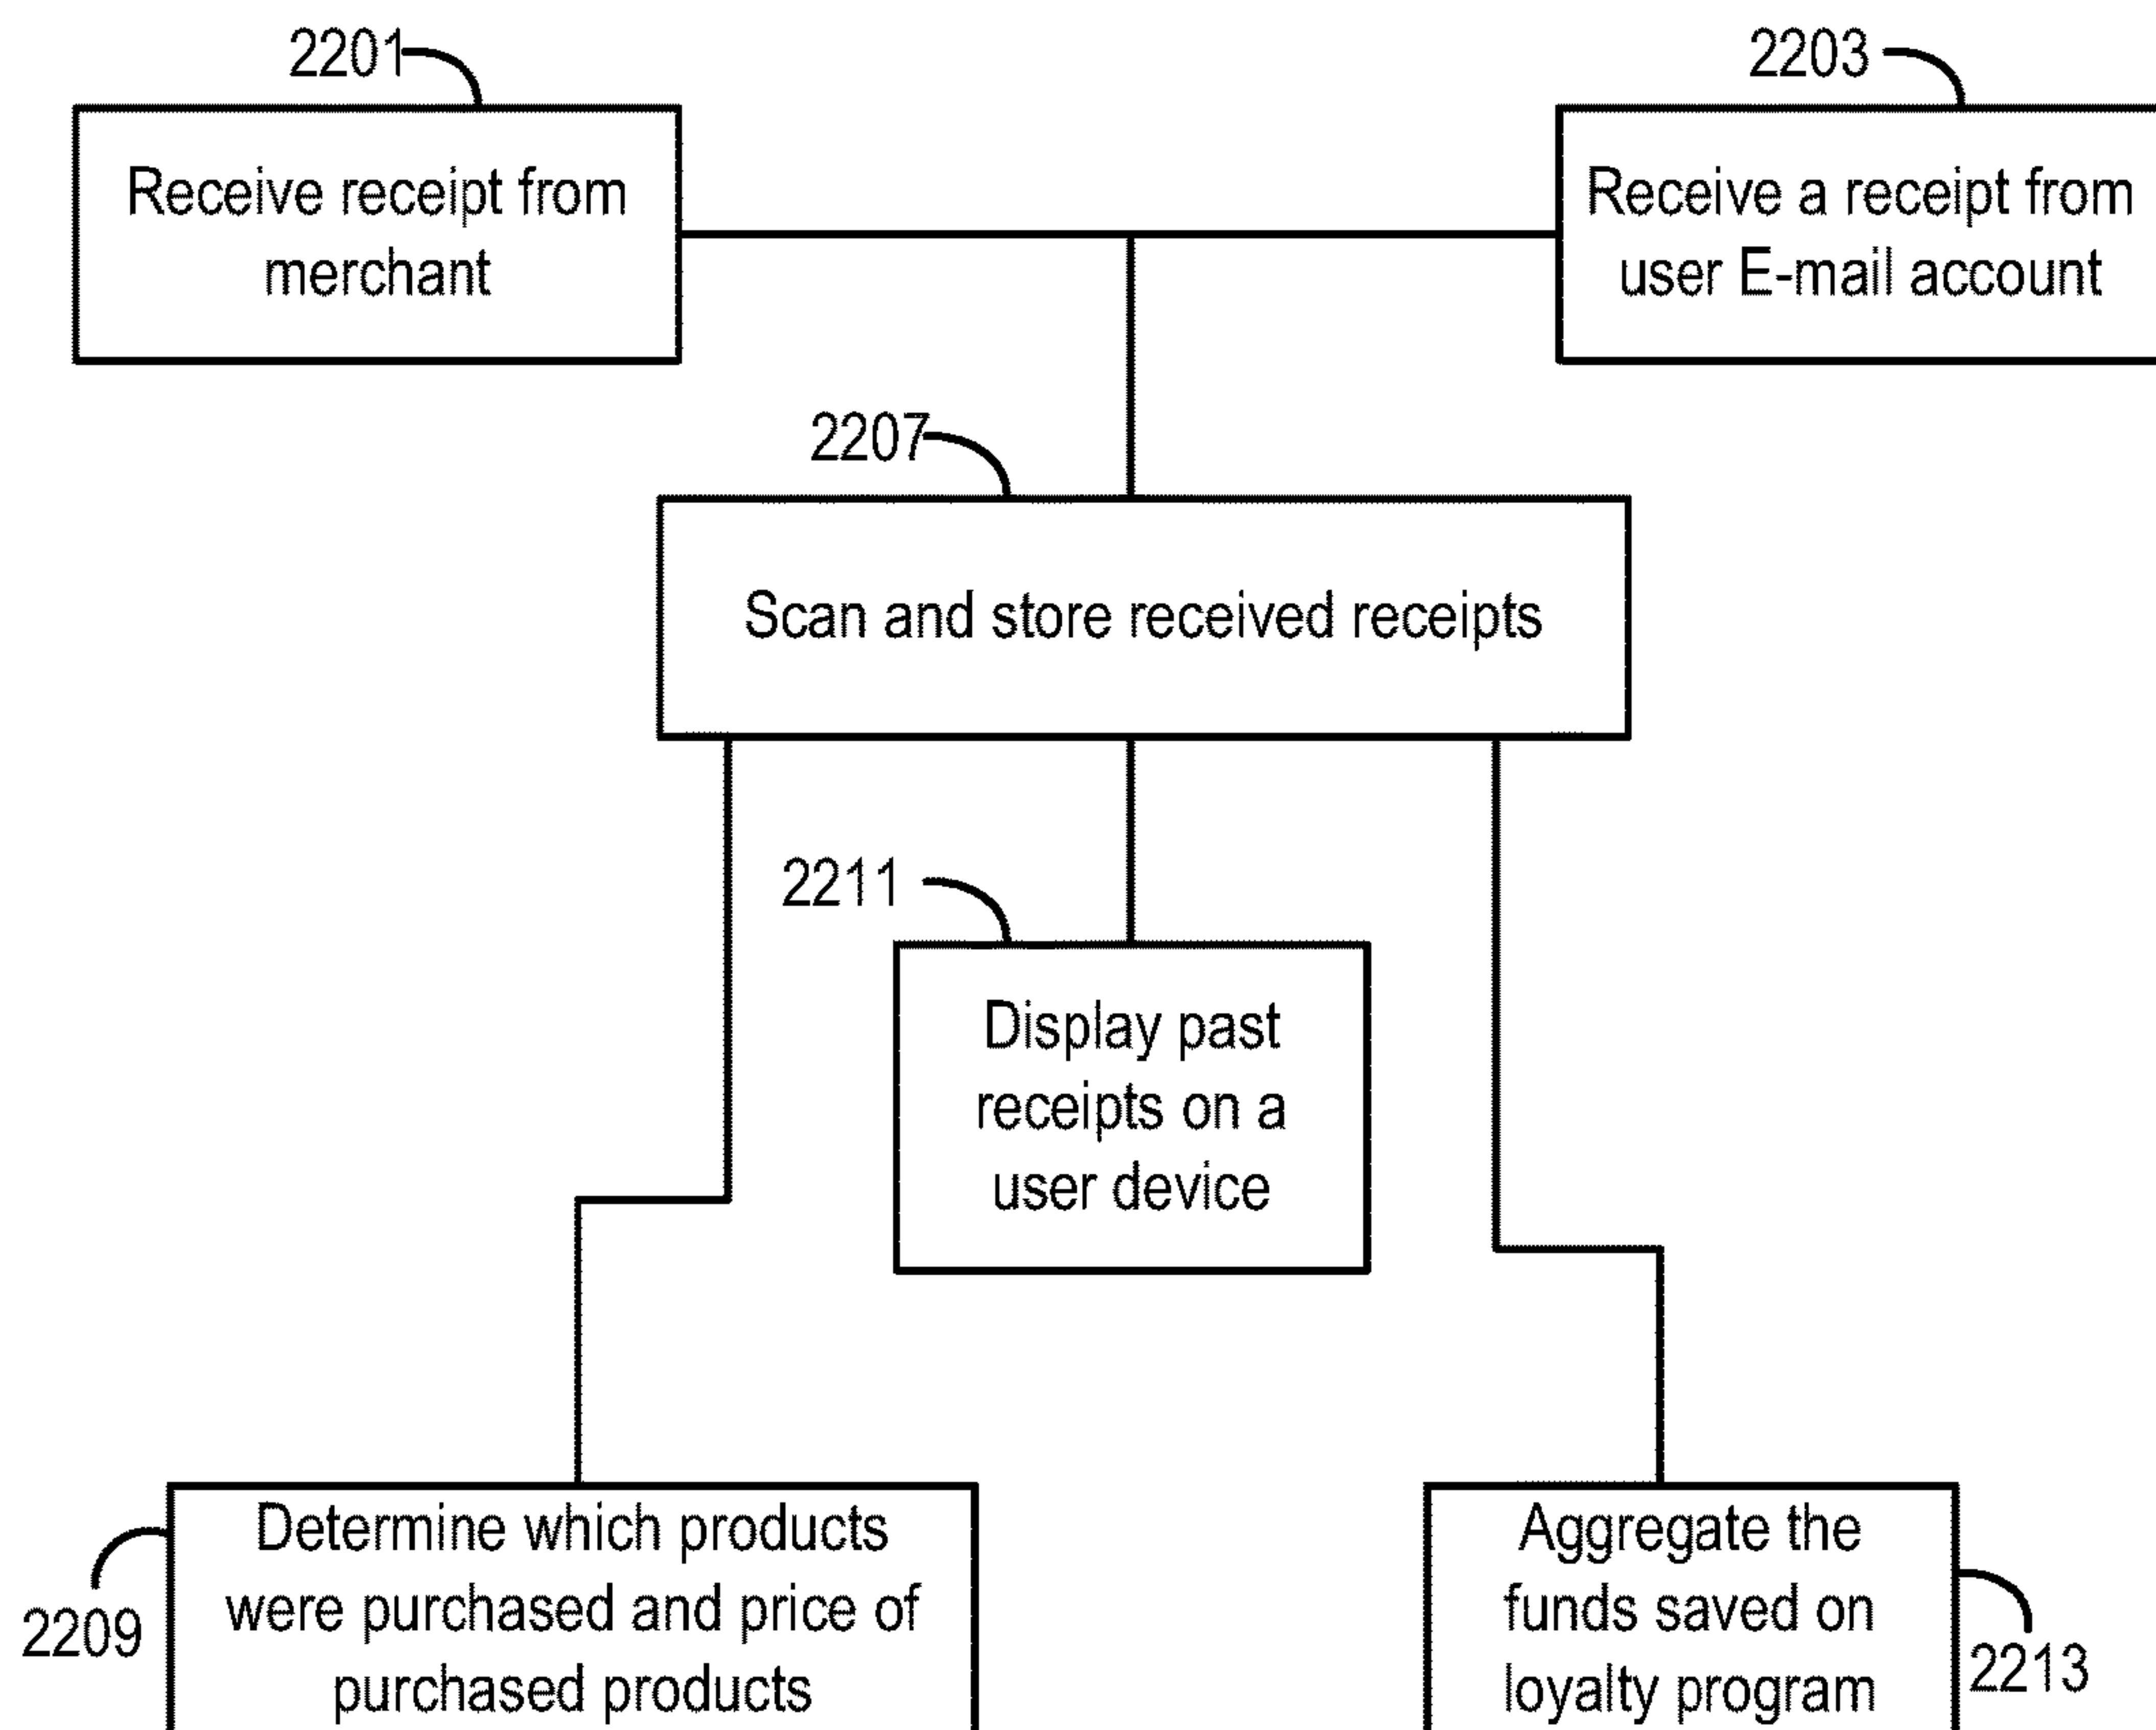 2201
2203
Receive receipt from
merchant
Receive a receipt from
user E-mail account
2207
Scan and store received receipts
2211
Display past
receipts on a
user device
Determine which products
were purchased and price of
purchased products
2209
Aggregate the
funds saved on
loyalty program
2213